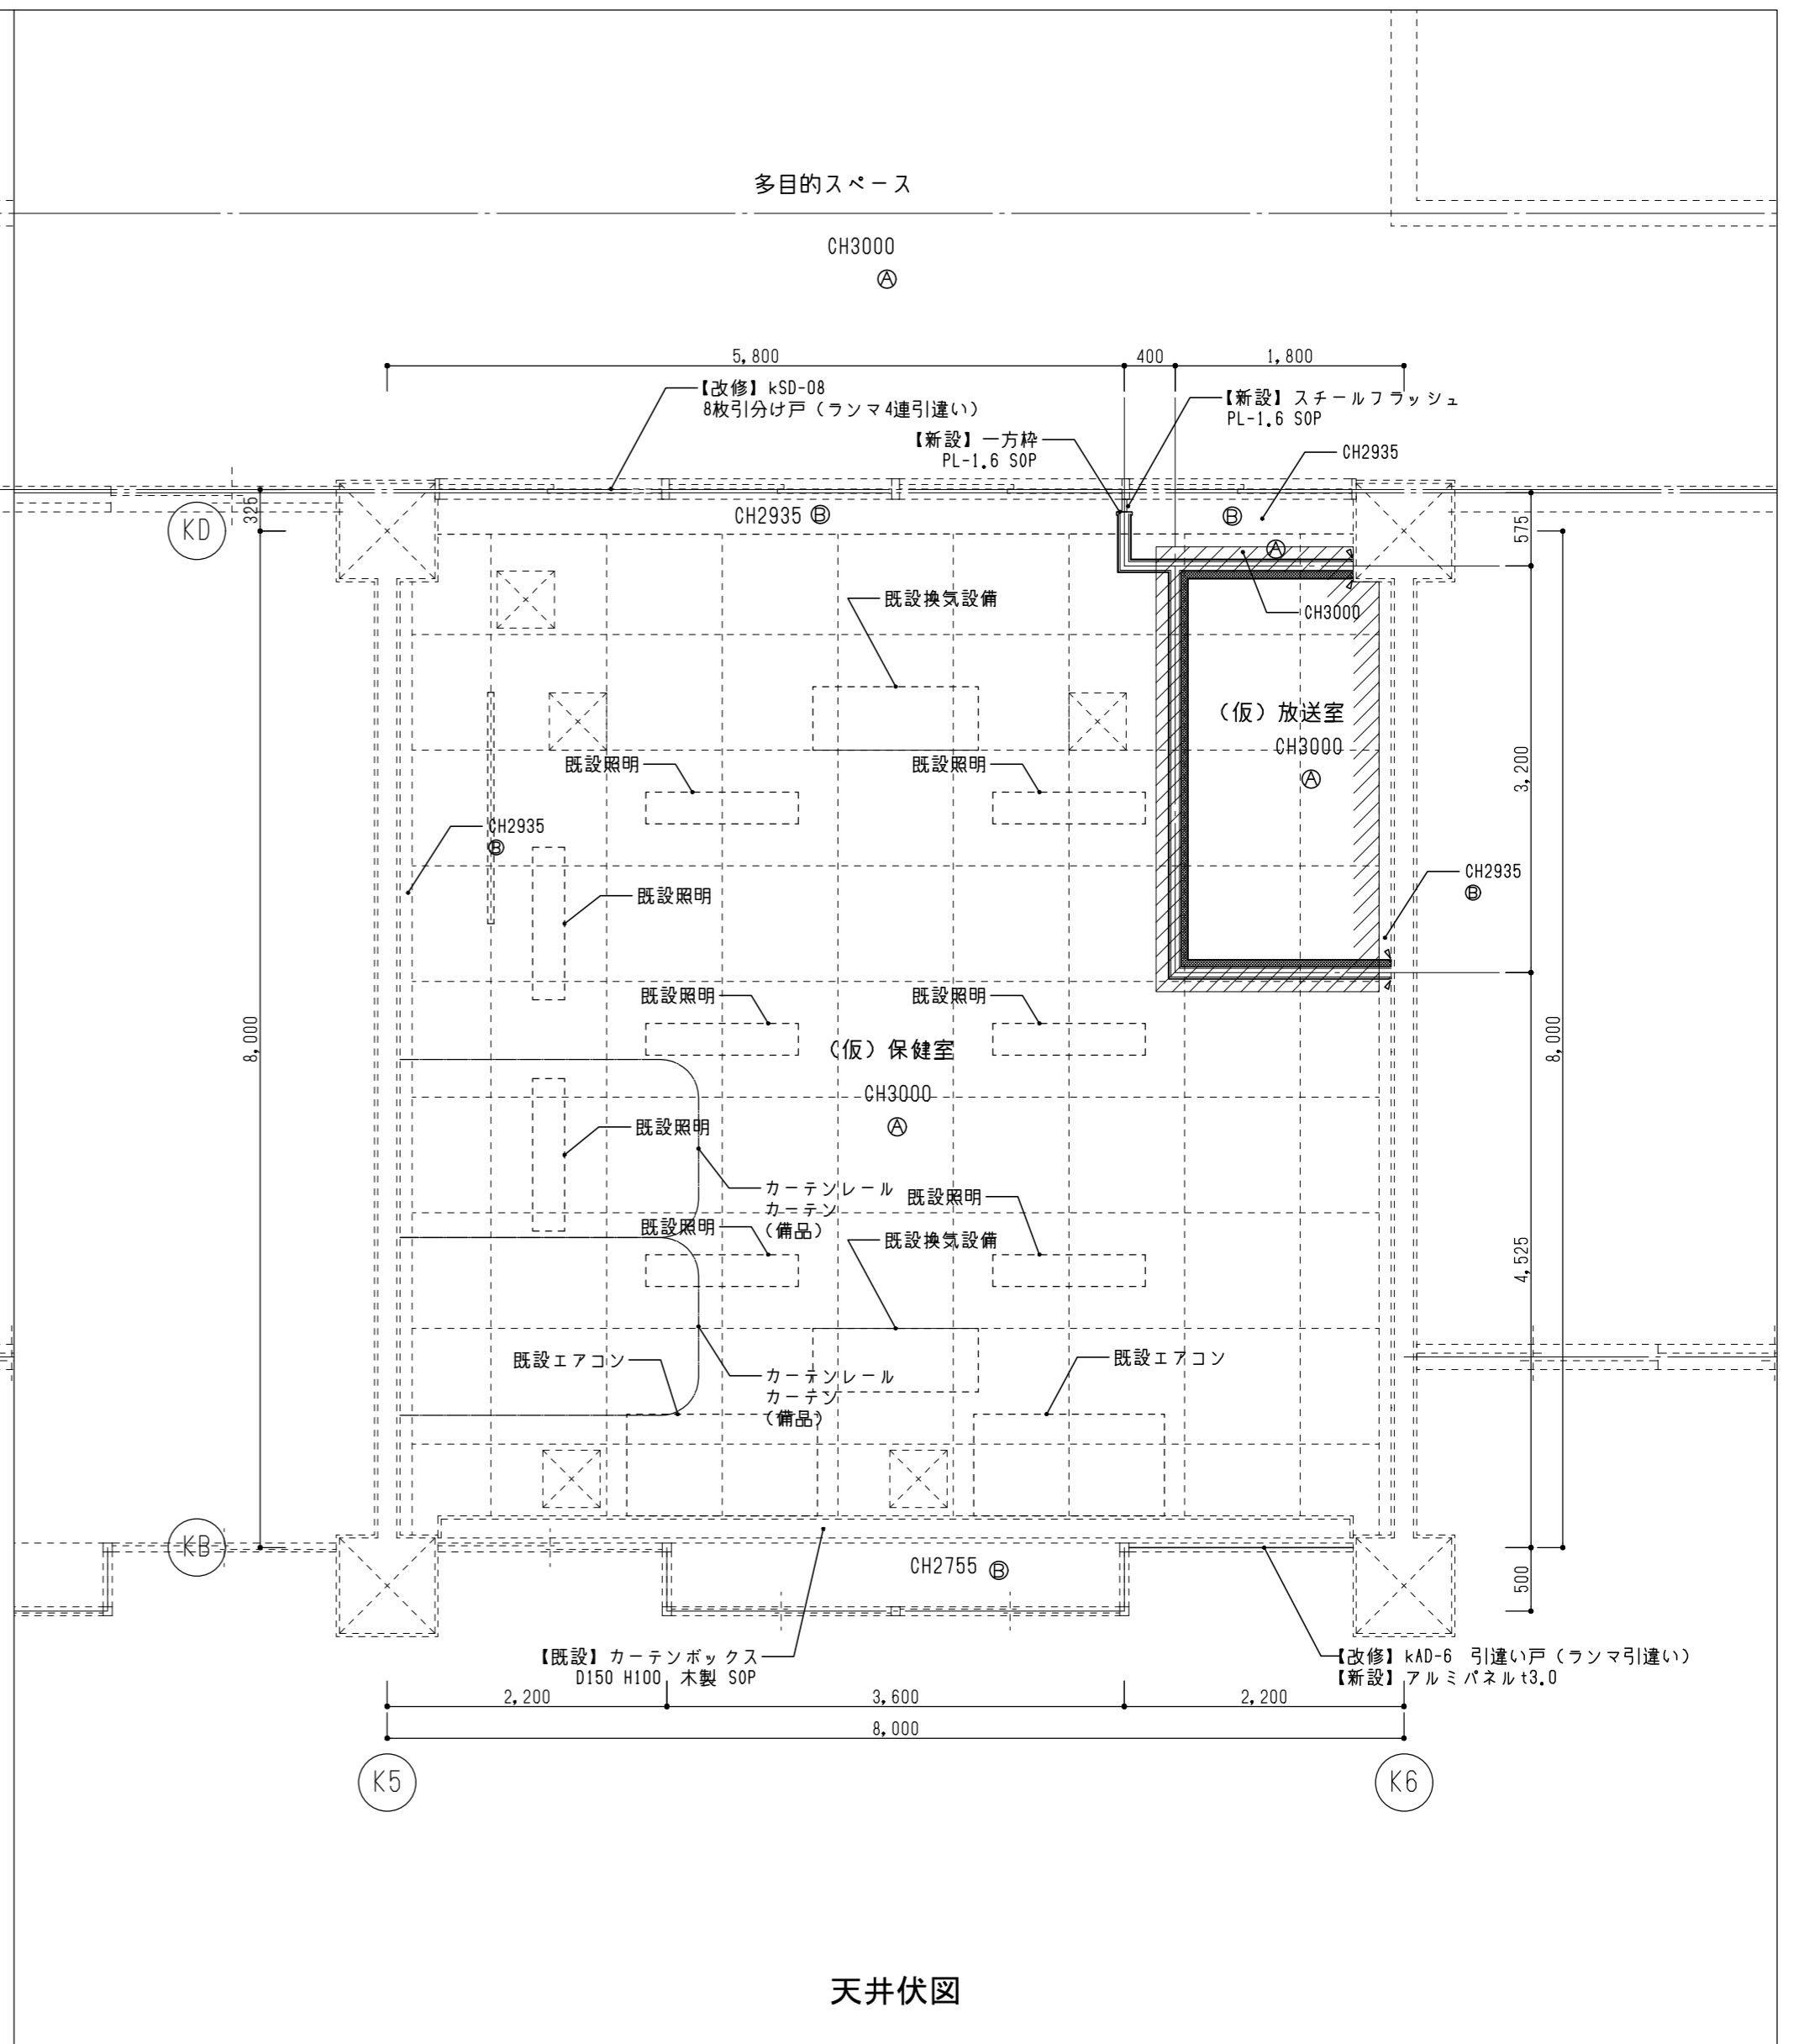 多目的スペース
CH3000
Ⓐ
5,800
400
1,800
【改修】kSD-08
8枚引分け戸（ランマ4連引違い）
【新設】スチールフラッシュ
PL-1.6 SOP
【新設】一方枠
PL-1.6 SOP
CH2935
325
KD
CH2935 Ⓑ
Ⓑ
Ⓐ
575
既設換気設備
CH3000
（仮）放送室
CH3000
Ⓐ
3,200
既設照明
既設照明
CH2935
Ⓑ
既設照明
CH2935
Ⓑ
既設照明
既設照明
8,000
8,000
（仮）保健室
CH3000
Ⓐ
既設照明
カーテンレール
カーテン
（備品）
既設照明
既設照明
既設換気設備
4,525
既設エアコン
既設エアコン
カーテンレール
カーテン
（備品）
KB
CH2755 Ⓑ
500
【既設】カーテンボックス
D150 H100 木製 SOP
【改修】kAD-6 引違い戸（ランマ引違い）
【新設】アルミパネルt3.0
2,200
3,600
2,200
8,000
K5
K6
天井伏図